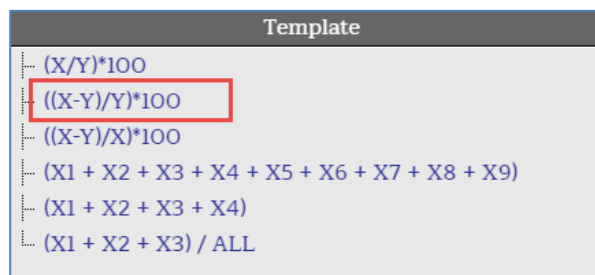 Template
(X/Y)*100
((X-Y)/Y)*100
((X-Y)/X)*100
(X1 + X2 + X3 + X4 + X5 + X6 + X7 + X8 + X9)
(X1 + X2 + X3 + X4)
(X1 + X2 + X3) / ALL